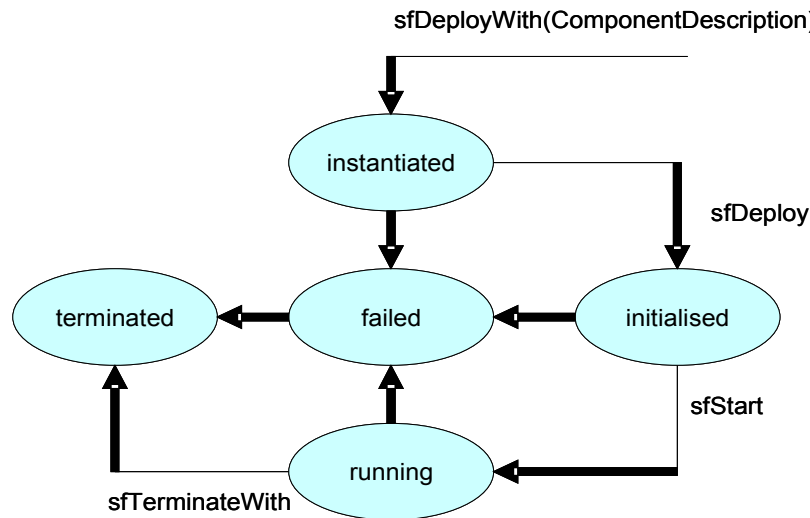 sfDeployWith(ComponentDescription)
instantiated
sfDeploy
terminated
failed
initialised
sfStart
running
sfTerminateWith